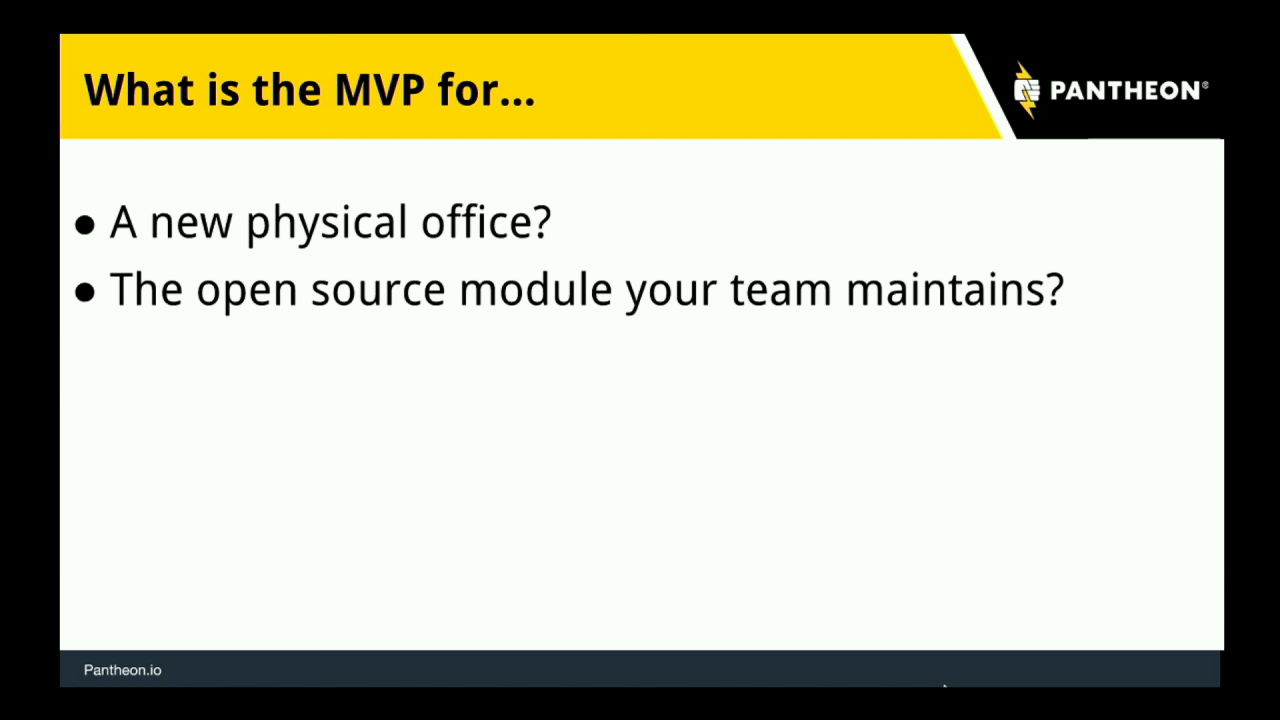 What is the MVP for...
PANTHEON®
● A new physical office?
● The open source module your team maintains?
Pantheon.io